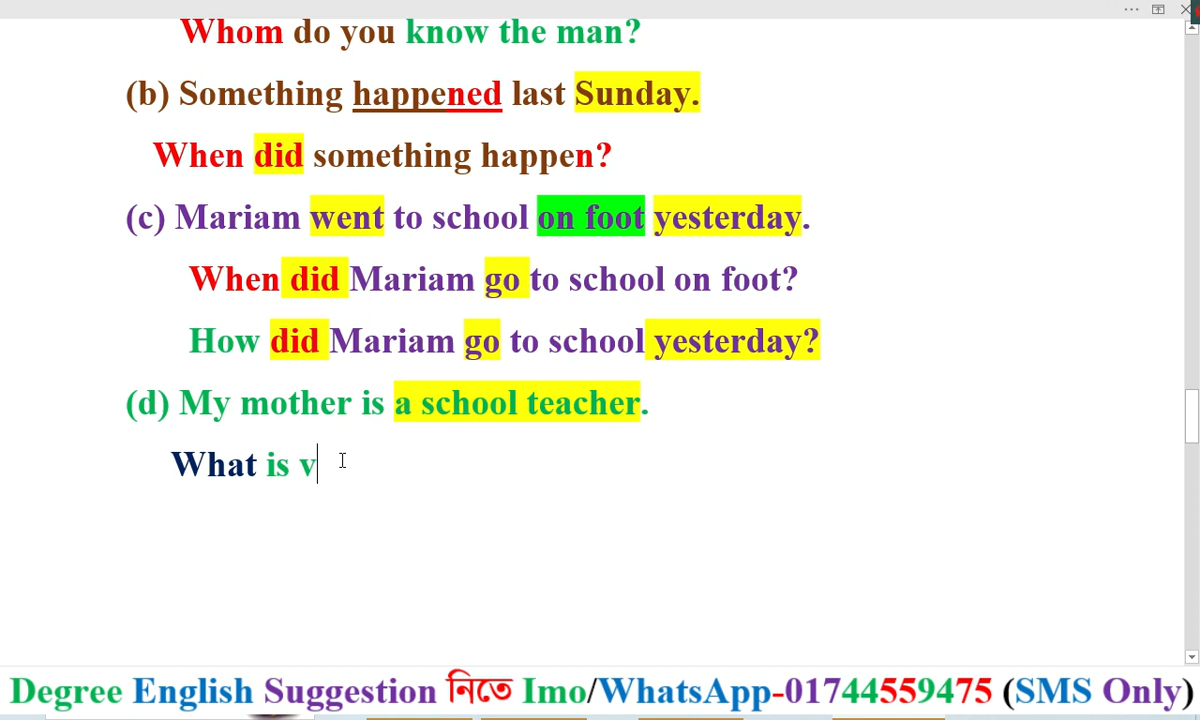 Whom do you know the man?
(b) Something happened last Sunday.
When did something happen?
(c) Mariam went to school on foot yesterday.
When did Mariam go to school on foot?
How did Mariam go to school yesterday?
(d) My mother is a school teacher.
What is v
Degree English Suggestion নিতে Imo/WhatsApp-01744559475 (SMS Only)